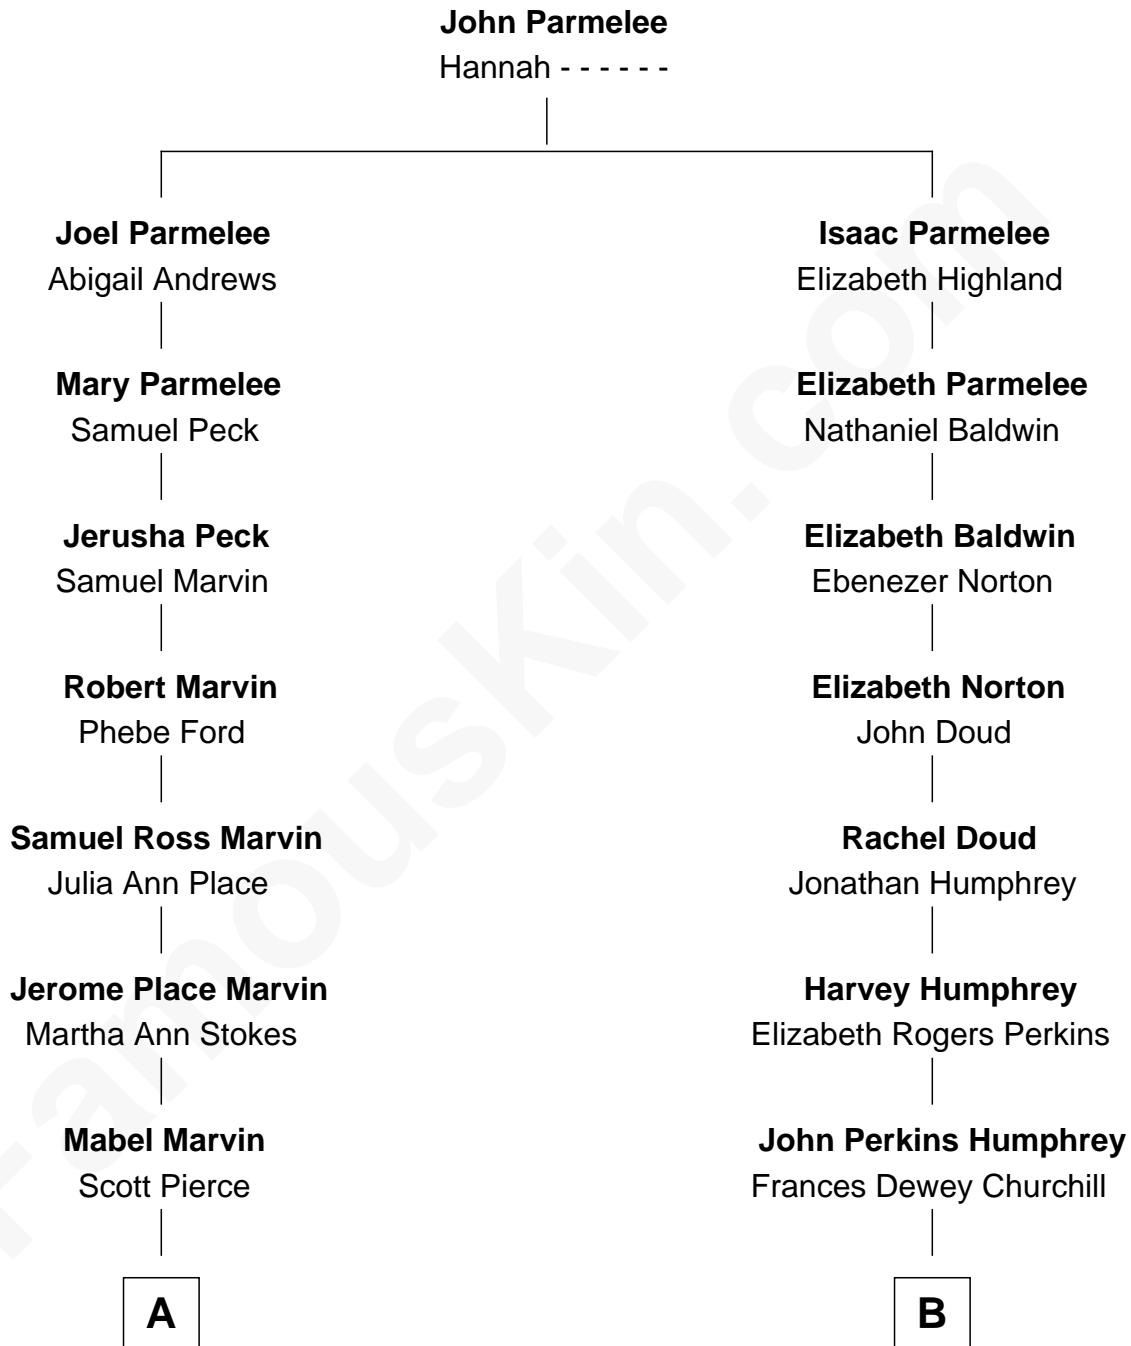 John Parmelee
Hannah - - - - - -
Joel Parmelee
Abigail Andrews
Isaac Parmelee
Elizabeth Highland
Mary Parmelee
Samuel Peck
Elizabeth Parmelee
Nathaniel Baldwin
Jerusha Peck
Samuel Marvin
Elizabeth Baldwin
Ebenezer Norton
Robert Marvin
Phebe Ford
Elizabeth Norton
John Doud
Samuel Ross Marvin
Julia Ann Place
Rachel Doud
Jonathan Humphrey
Jerome Place Marvin
Martha Ann Stokes
Harvey Humphrey
Elizabeth Rogers Perkins
Mabel Marvin
Scott Pierce
John Perkins Humphrey
Frances Dewey Churchill
A
B
FamousKin.com